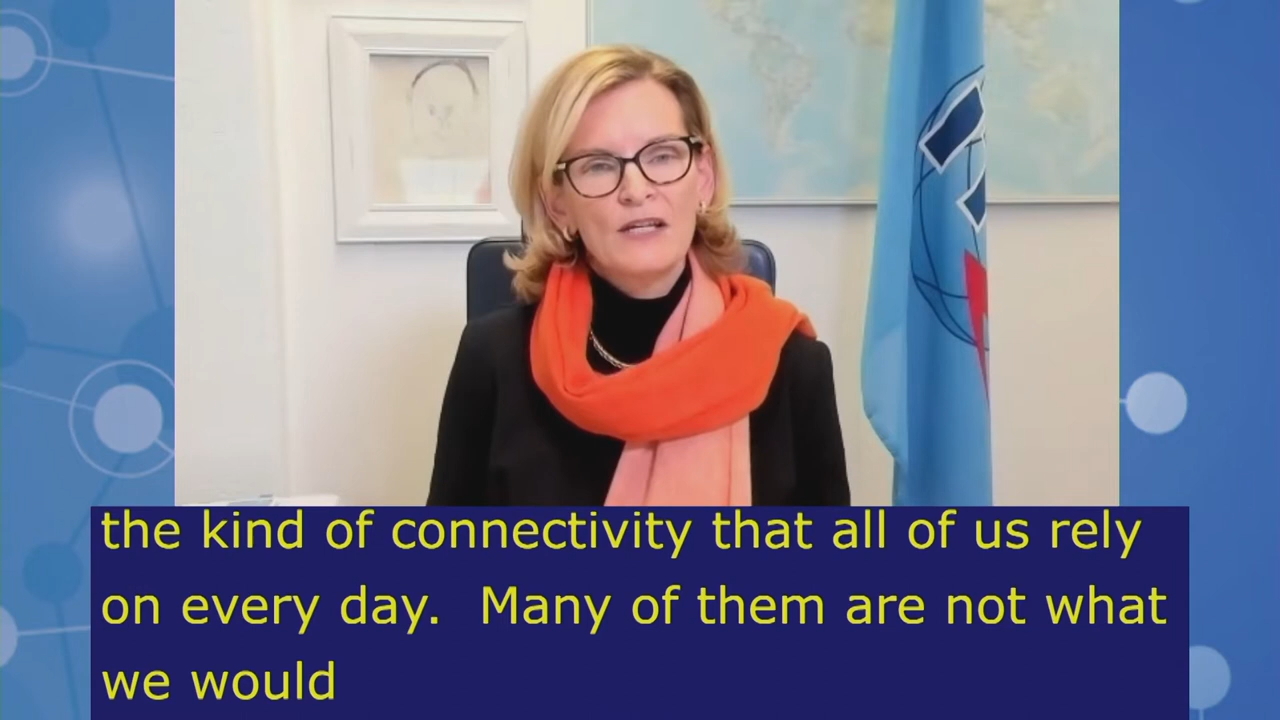 the kind of connectivity that all of us rely
on every day.  Many of them are not what
we would